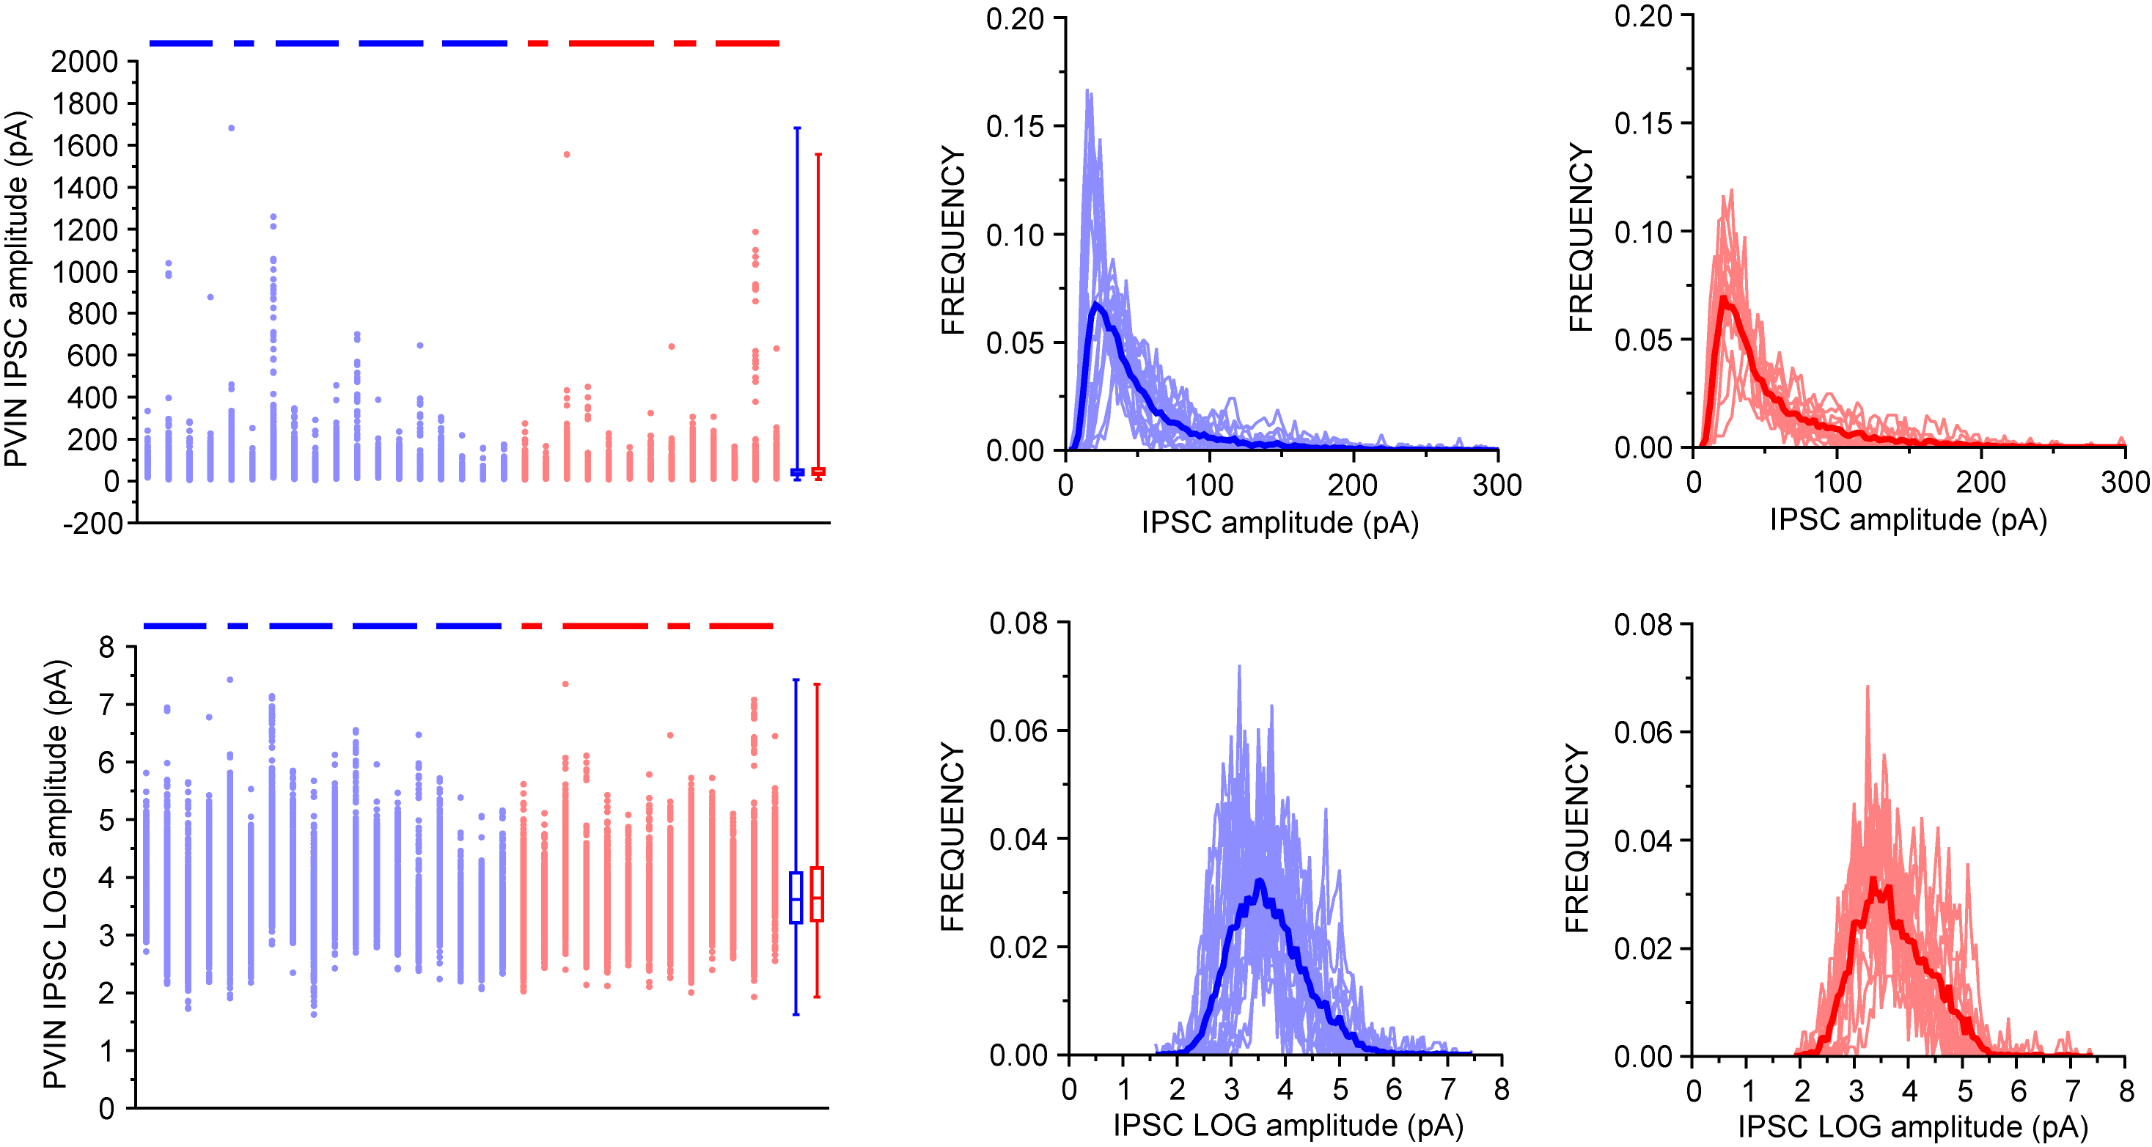 PVIN IPSC amplitude (pA)
2000
1800
1600
1400
1200
1000
800
600
400
200
0
-200
FREQUENCY
0.20
0.15
0.10
0.05
0.00
0 100 200 300
IPSC amplitude (pA)
FREQUENCY
0.20
0.15
0.10
0.05
0.00
0 100 200 300
IPSC amplitude (pA)
PVIN IPSC LOG amplitude (pA)
8
7
6
5
4
3
2
1
0
FREQUENCY
0.08
0.06
0.04
0.02
0.00
0 1 2 3 4 5 6 7 8
IPSC LOG amplitude (pA)
FREQUENCY
0.08
0.06
0.04
0.02
0.00
0 1 2 3 4 5 6 7 8
IPSC LOG amplitude (pA)